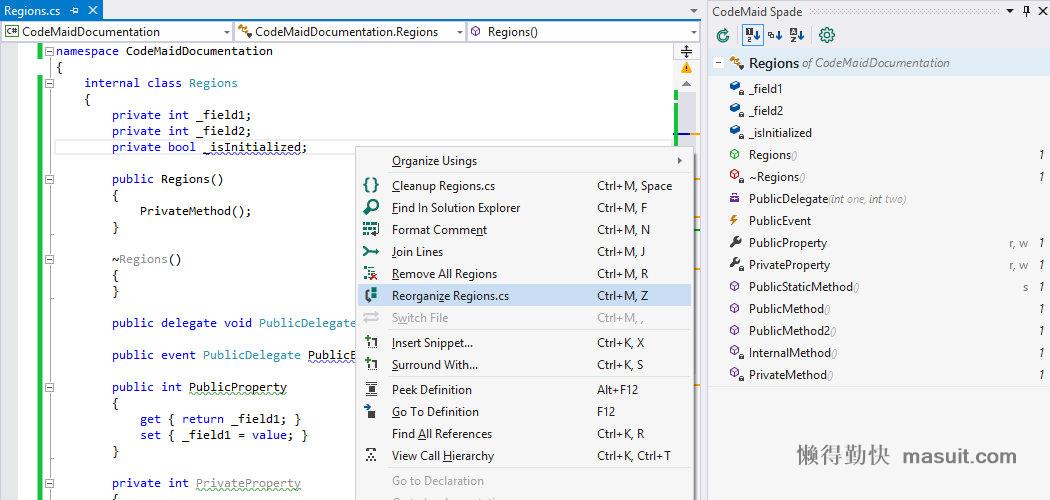 Regions.cs
CodeMaidDocumentation
CodeMaidDocumentation.Regions
Regions()
namespace CodeMaidDocumentation
{
internal class Regions
{
private int _field1;
private int _field2;
private bool _isInitialized;
public Regions()
{
PrivateMethod();
}
~Regions()
{
}
public delegate void PublicDelegate
public event PublicDelegate PublicE
public int PublicProperty
{
get { return _field1; }
set { _field1 = value; }
}
private int PrivateProperty
{
Organize Usings
Cleanup Regions.cs Ctrl+M, Space
Find In Solution Explorer Ctrl+M, F
Format Comment Ctrl+M, N
Join Lines Ctrl+M, J
Remove All Regions Ctrl+M, R
Reorganize Regions.cs Ctrl+M, Z
Switch File Ctrl+M, ,
Insert Snippet... Ctrl+K, X
Surround With... Ctrl+K, S
Peek Definition Alt+F12
Go To Definition F12
Find All References Ctrl+K, R
View Call Hierarchy Ctrl+K, Ctrl+T
Go to Declaration
CodeMaid Spade
Regions of CodeMaidDocumentation
_field1
_field2
_isInitialized
Regions() 1
~Regions() 1
PublicDelegate(int one, int two)
PublicEvent
PublicProperty r, w 1
PrivateProperty r, w 1
PublicStaticMethod() s 1
PublicMethod() 1
PublicMethod2() 1
InternalMethod() 1
PrivateMethod() 1
懒得勤快 masuit.com